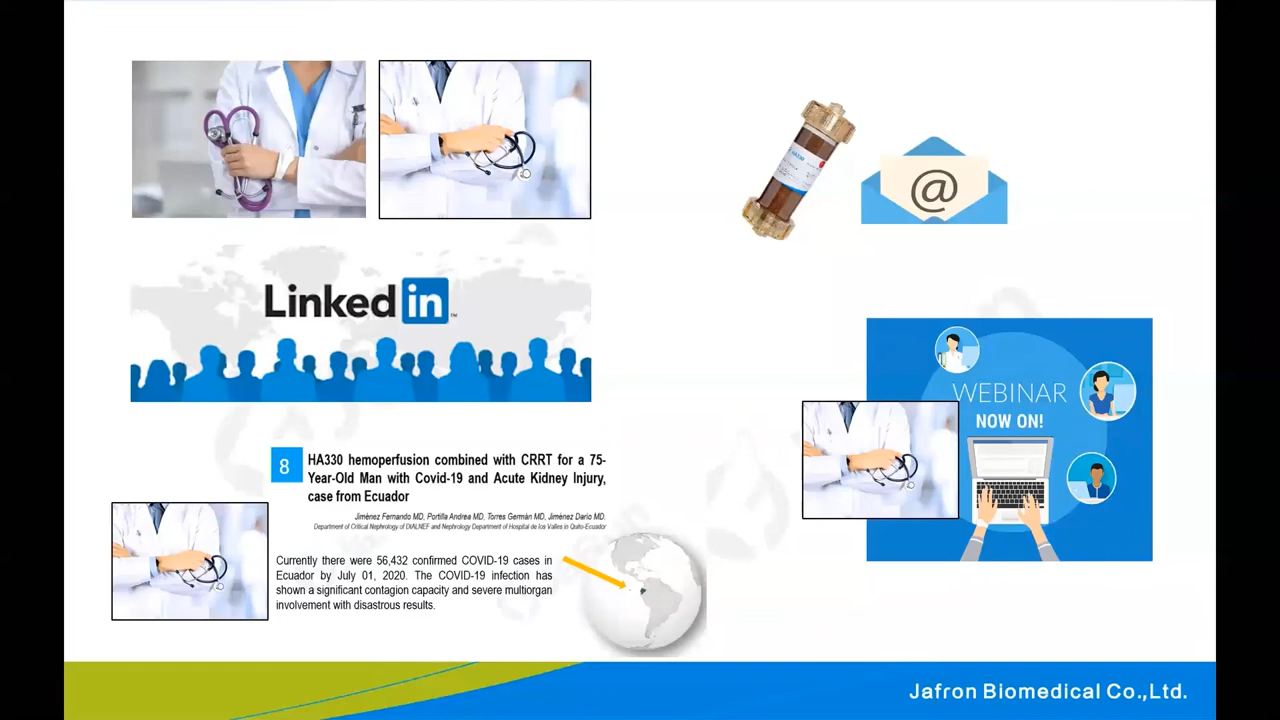 HA330
@
Linked in ™
WEBINAR
NOW ON!
8
HA330 hemoperfusion combined with CRRT for a 75-
Year-Old Man with Covid-19 and Acute Kidney Injury,
case from Ecuador
Jiménez Fernando MD, Portilla Andrea MD, Torres Germán MD, Jiménez Darío MD.
Department of Critical Nephrology of DIALNEF and Nephrology Department of Hospital de los Valles in Quito-Ecuador
Currently there were 56,432 confirmed COVID-19 cases in
Ecuador by July 01, 2020. The COVID-19 infection has
shown a significant contagion capacity and severe multiorgan
involvement with disastrous results.
Jafron Biomedical Co.,Ltd.